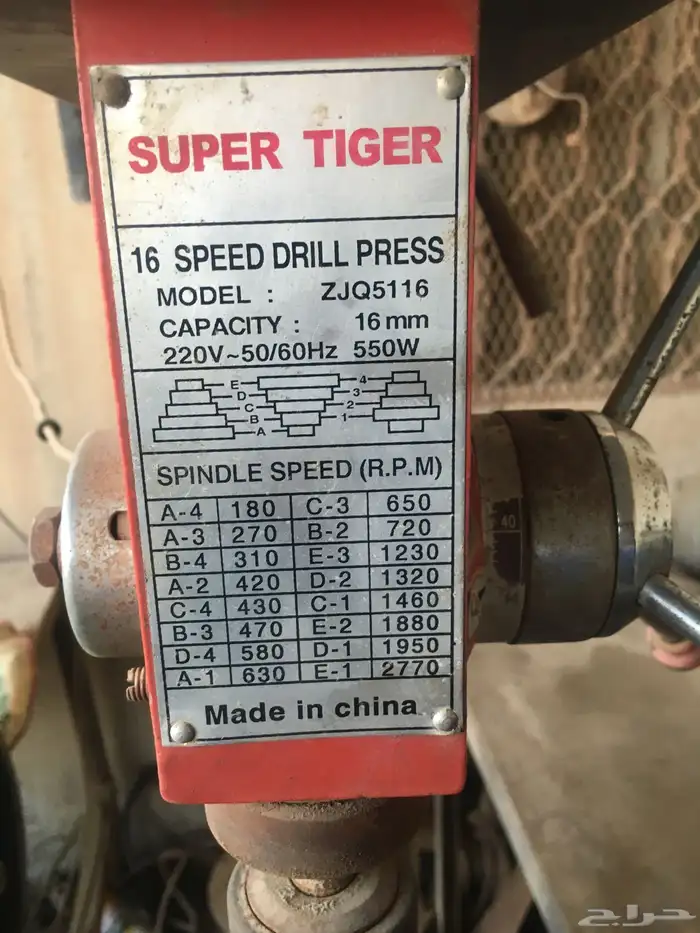 SUPER TIGER
16 SPEED DRILL PRESS
MODEL : ZJQ5116
CAPACITY : 16 mm
220V~50/60Hz 550W
E 4
D 3
C 2
B 1
A
SPINDLE SPEED (R.P.M)
A-4 180 C-3 650
A-3 270 B-2 720
B-4 310 E-3 1230
A-2 420 D-2 1320
C-4 430 C-1 1460
B-3 470 E-2 1880
D-4 580 D-1 1950
A-1 630 E-1 2770
Made in china
40
حراج